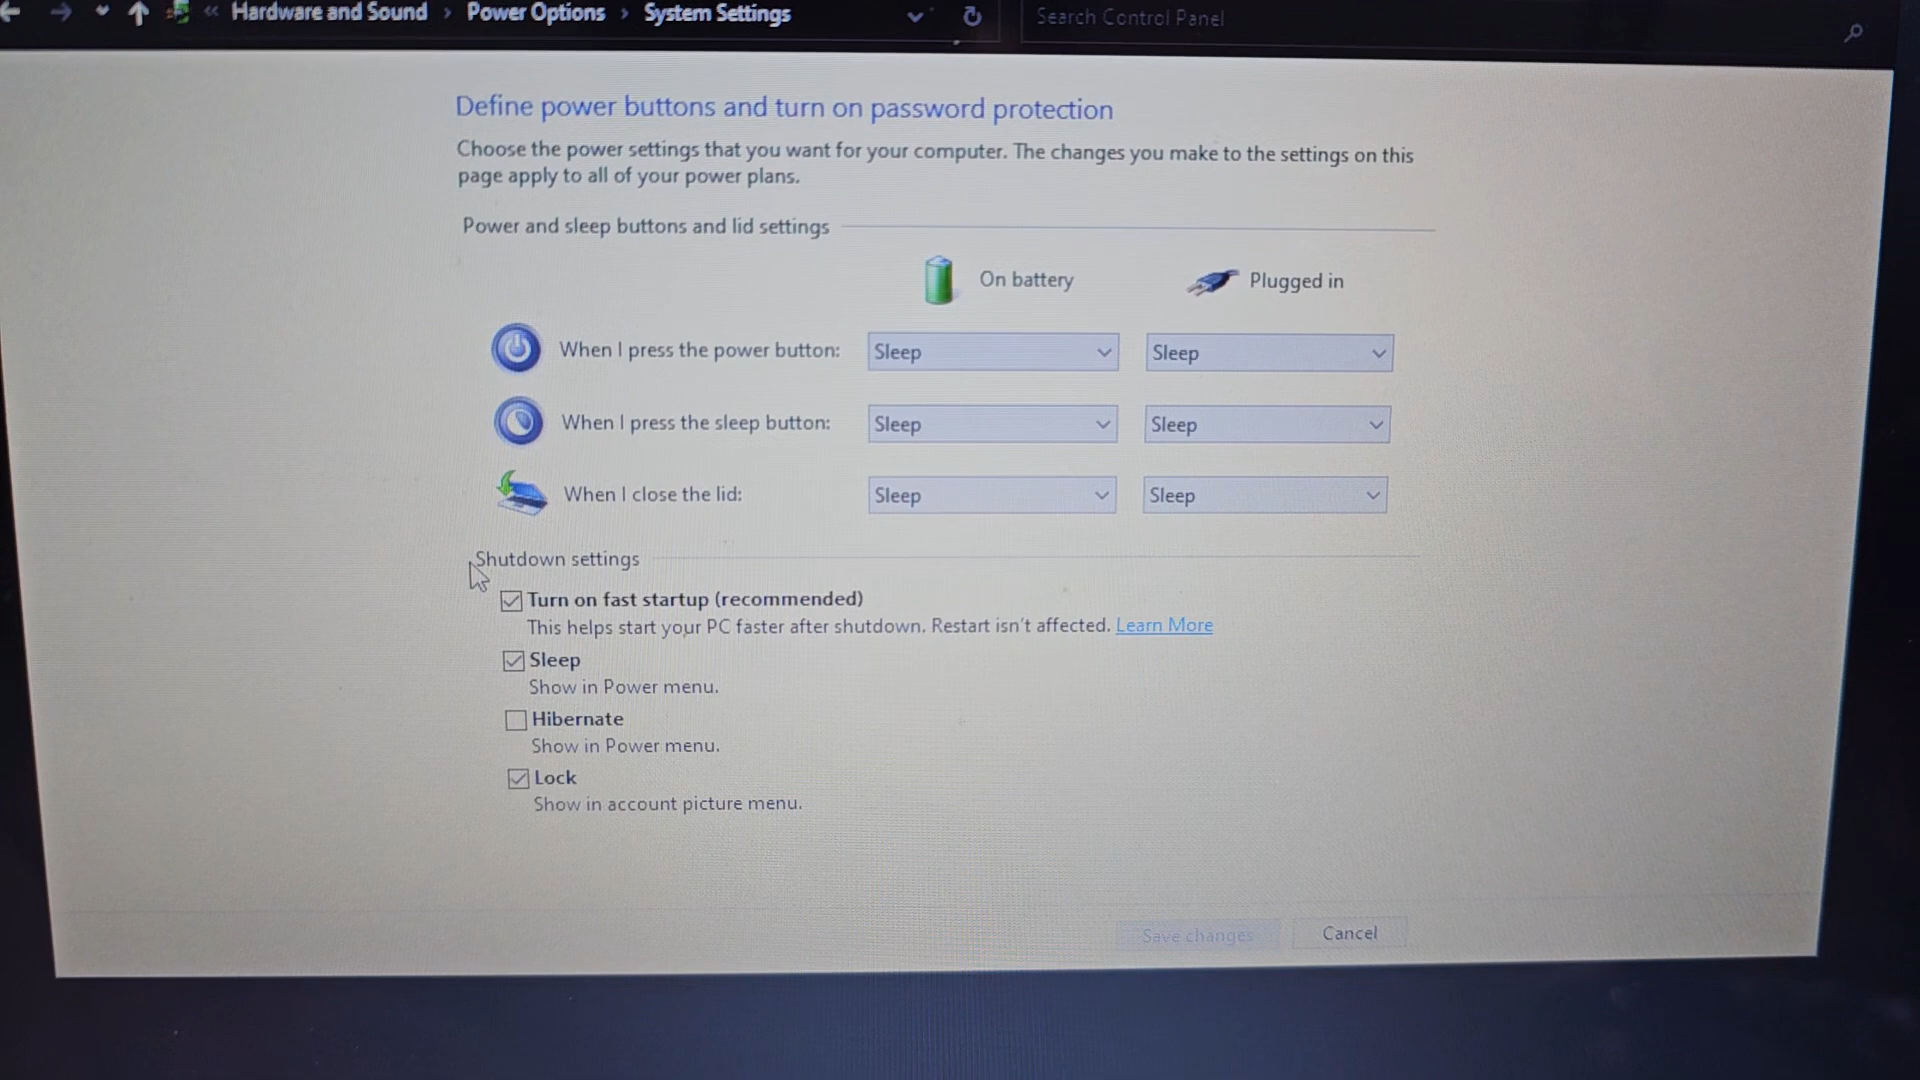 « Hardware and Sound › Power Options › System Settings
Search Control Panel
Define power buttons and turn on password protection
Choose the power settings that you want for your computer. The changes you make to the settings on this
page apply to all of your power plans.
Power and sleep buttons and lid settings
On battery
Plugged in
When I press the power button: Sleep Sleep
When I press the sleep button: Sleep Sleep
When I close the lid: Sleep Sleep
Shutdown settings
Turn on fast startup (recommended)
This helps start your PC faster after shutdown. Restart isn't affected. Learn More
Sleep
Show in Power menu.
Hibernate
Show in Power menu.
Lock
Show in account picture menu.
Save changes Cancel